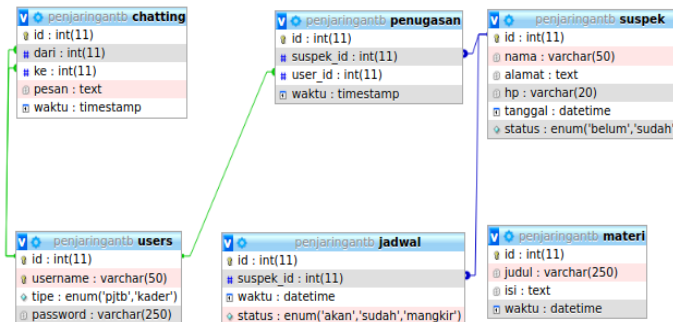 penjaringantb chatting
id : int(11)
dari : int(11)
ke : int(11)
pesan : text
waktu : timestamp
penjaringantb penugasan
id : int(11)
suspek_id : int(11)
user_id : int(11)
waktu : timestamp
penjaringantb suspek
id : int(11)
nama : varchar(50)
alamat : text
hp : varchar(20)
tanggal : datetime
status : enum('belum','sudah'
penjaringantb users
id : int(11)
username : varchar(50)
tipe : enum('pjtb','kader')
password : varchar(250)
penjaringantb jadwal
id : int(11)
suspek_id : int(11)
waktu : datetime
status : enum('akan','sudah','mangkir')
penjaringantb materi
id : int(11)
judul : varchar(250)
isi : text
waktu : datetime